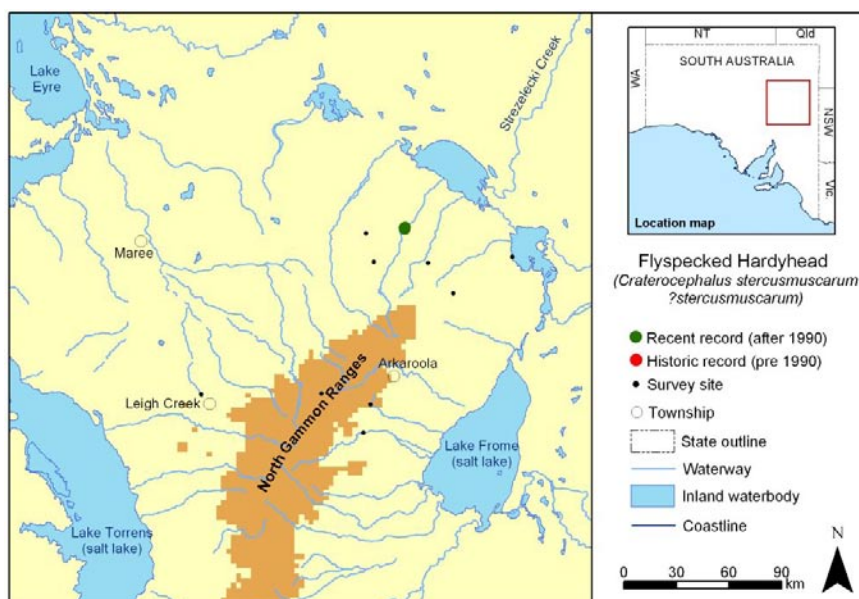 Lake
Eyre
Strezelecki Creek
Maree
Arkaroola
Leigh Creek
North Gammon Ranges
Lake Frome
(salt lake)
Lake Torrens
(salt lake)
NT
Qld
SOUTH AUSTRALIA
WA
NSW
Vic
Location map
Flyspecked Hardyhead
(Craterocephalus stercusmuscarum
?stercusmuscarum)
Recent record (after 1990)
Historic record (pre 1990)
Survey site
Township
State outline
Waterway
Inland waterbody
Coastline
N
0 30 60 90
km